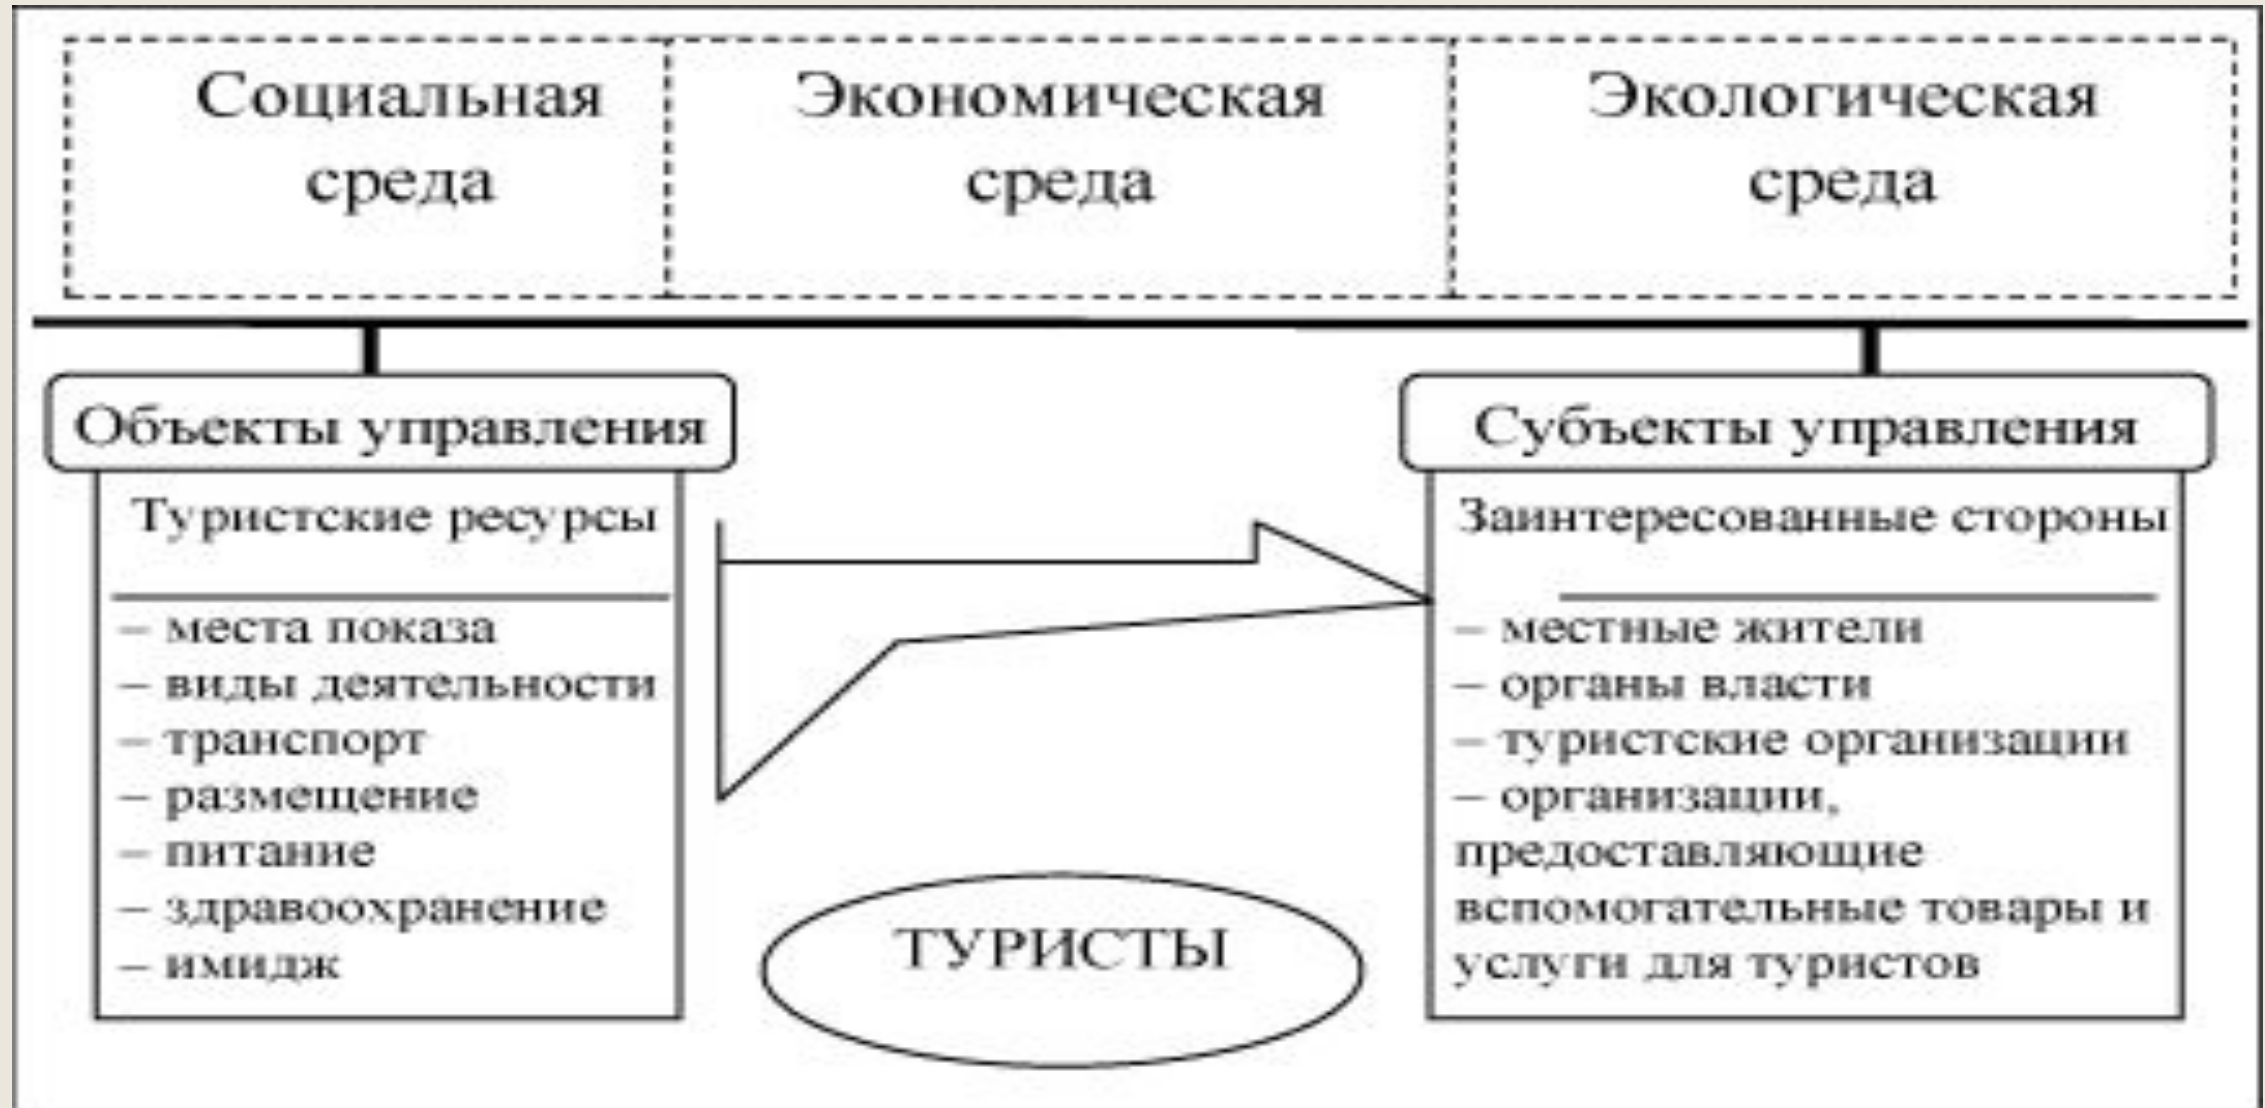 Социальная
среда
Экономическая
среда
Экологическая
среда
Объекты управления
Туристские ресурсы
– места показа
– виды деятельности
– транспорт
– размещение
– питание
– здравоохранение
– имидж
ТУРИСТЫ
Субъекты управления
Заинтересованные стороны
– местные жители
– органы власти
– туристские организации
– организации,
предоставляющие
вспомогательные товары и
услуги для туристов